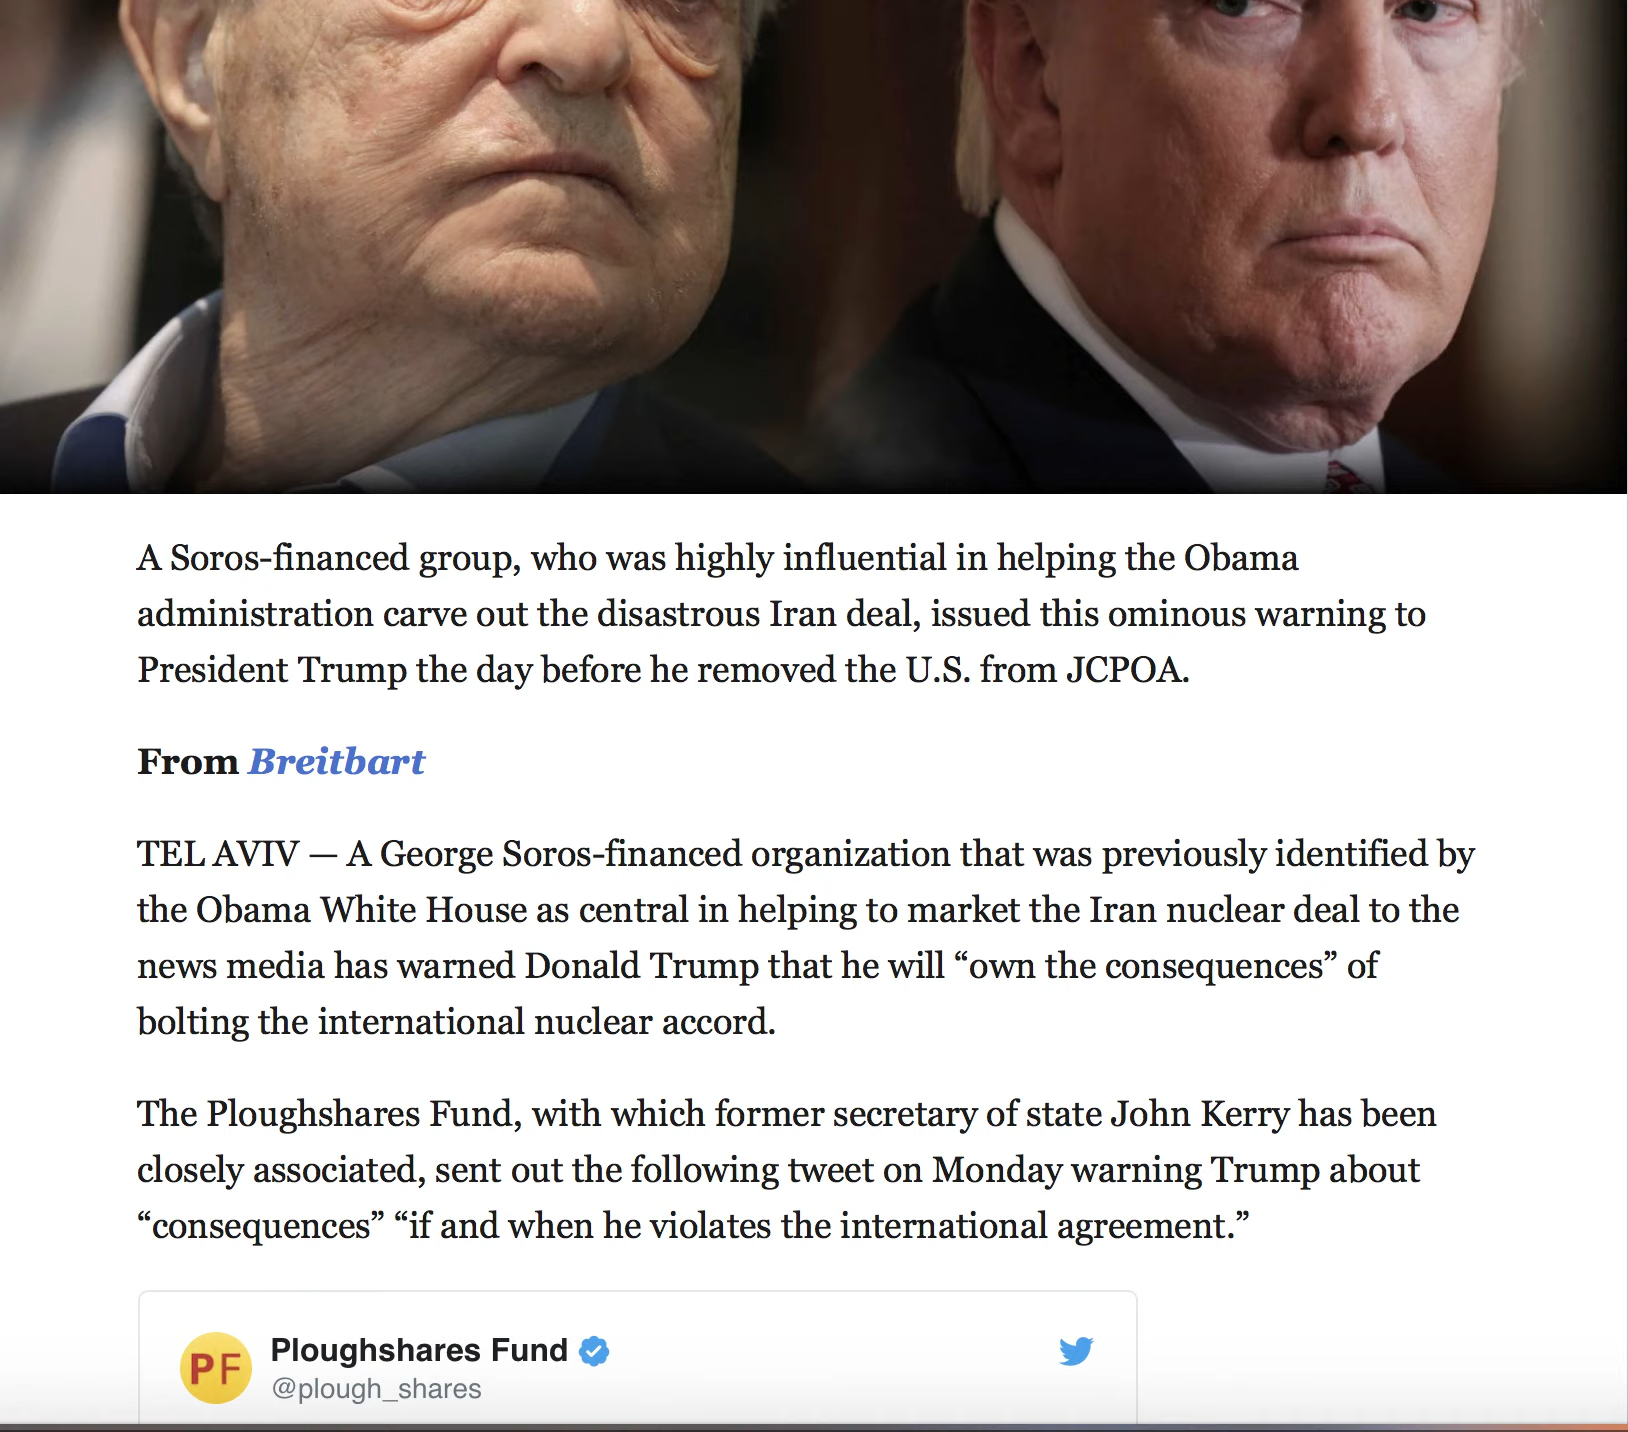 A Soros-financed group, who was highly influential in helping the Obama
administration carve out the disastrous Iran deal, issued this ominous warning to
President Trump the day before he removed the U.S. from JCPOA.
From Breitbart
TEL AVIV — A George Soros-financed organization that was previously identified by
the Obama White House as central in helping to market the Iran nuclear deal to the
news media has warned Donald Trump that he will “own the consequences” of
bolting the international nuclear accord.
The Ploughshares Fund, with which former secretary of state John Kerry has been
closely associated, sent out the following tweet on Monday warning Trump about
“consequences” “if and when he violates the international agreement.”
PF
Ploughshares Fund
@plough_shares